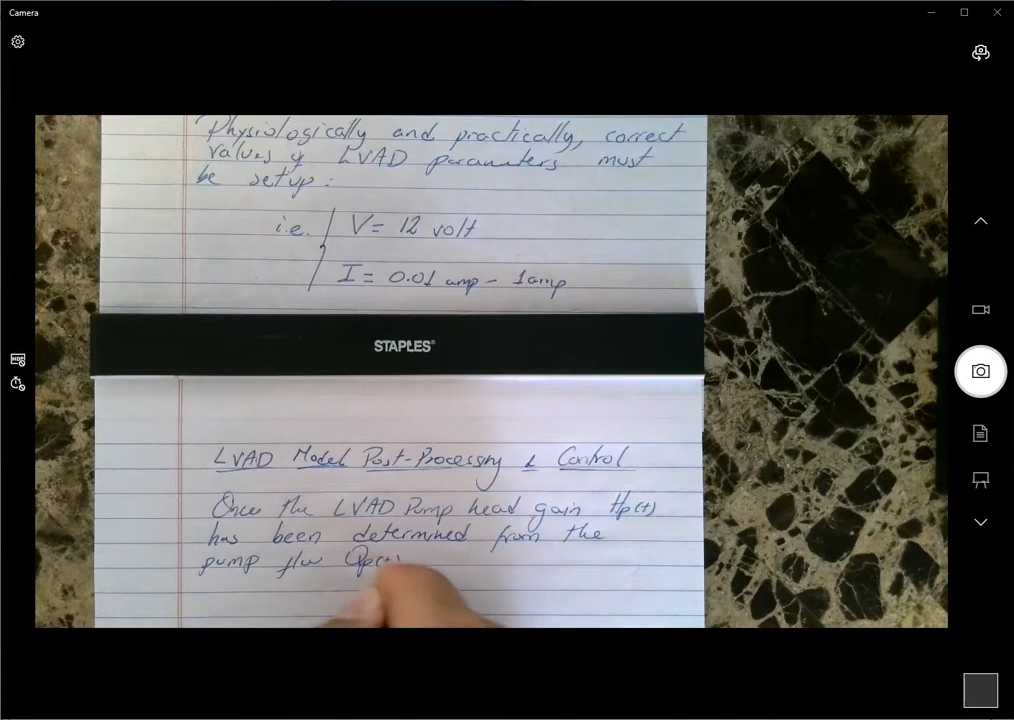 Camera
Physiologically and practically, correct
values of LVAD parameters must
be setup:
i.e. V = 12 volt
I = 0.01 amp - 1amp
STAPLES®
LVAD Model Post-Processing & Control
Once the LVAD Pump head gain Hp(t)
has been determined from the
pump flow Qp(t)